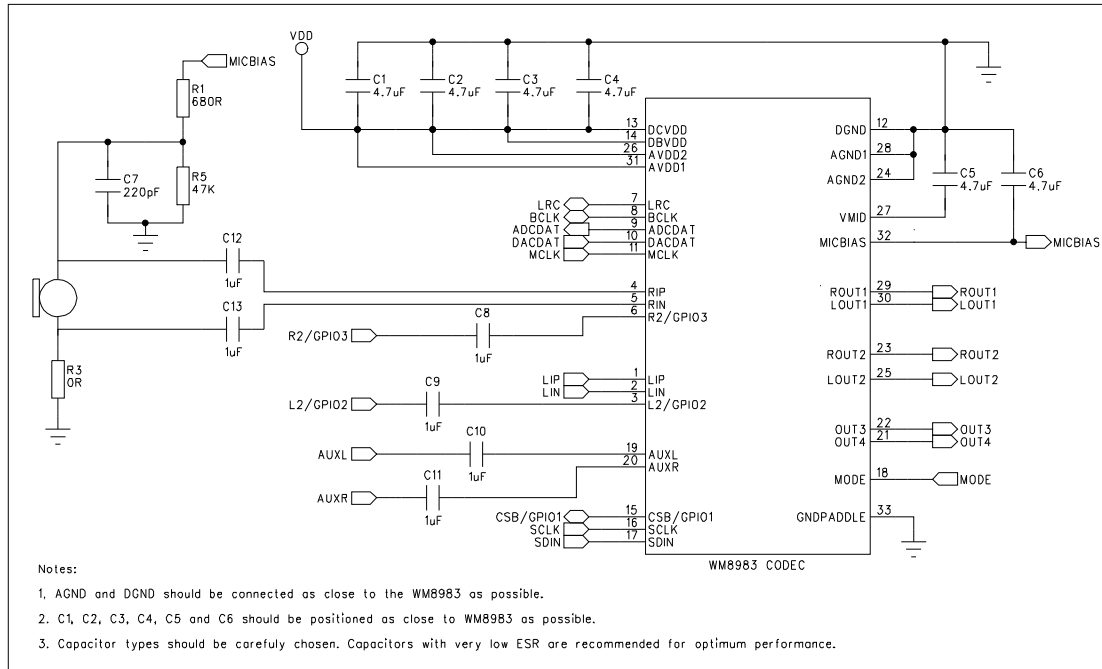 VDD
MICBIAS
R1
680R
C1
4.7uF
C2
4.7uF
C3
4.7uF
C4
4.7uF
C7
220pF
R5
47K
13 DCVDD
14 DBVDD
26 AVDD2
31 AVDD1
DGND 12
AGND1 28
AGND2 24
C5
4.7uF
C6
4.7uF
VMID 27
MICBIAS 32 MICBIAS
LRC 7 LRC
BCLK 8 BCLK
ADCDAT 9 ADCDAT
DACDAT 10 DACDAT
MCLK 11 MCLK
C12
1uF
C13
1uF
4 RIP
5 RIN
6 R2/GPIO3
ROUT1 29 ROUT1
LOUT1 30 LOUT1
R2/GPIO3
C8
1uF
ROUT2 23 ROUT2
LOUT2 25 LOUT2
R3
0R
LIP 1 LIP
LIN 2 LIN
3 L2/GPIO2
L2/GPIO2
C9
1uF
OUT3 22 OUT3
OUT4 21 OUT4
AUXL
C10
1uF
19 AUXL
20 AUXR
AUXR
C11
1uF
MODE 18 MODE
CSB/GPIO1 15 CSB/GPIO1
SCLK 16 SCLK
SDIN 17 SDIN
GNDPADDLE 33
WM8983 CODEC
Notes:
1, AGND and DGND should be connected as close to the WM8983 as possible.
2. C1, C2, C3, C4, C5 and C6 should be positioned as close to WM8983 as possible.
3. Capacitor types should be carefuly chosen. Capacitors with very low ESR are recommended for optimum performance.